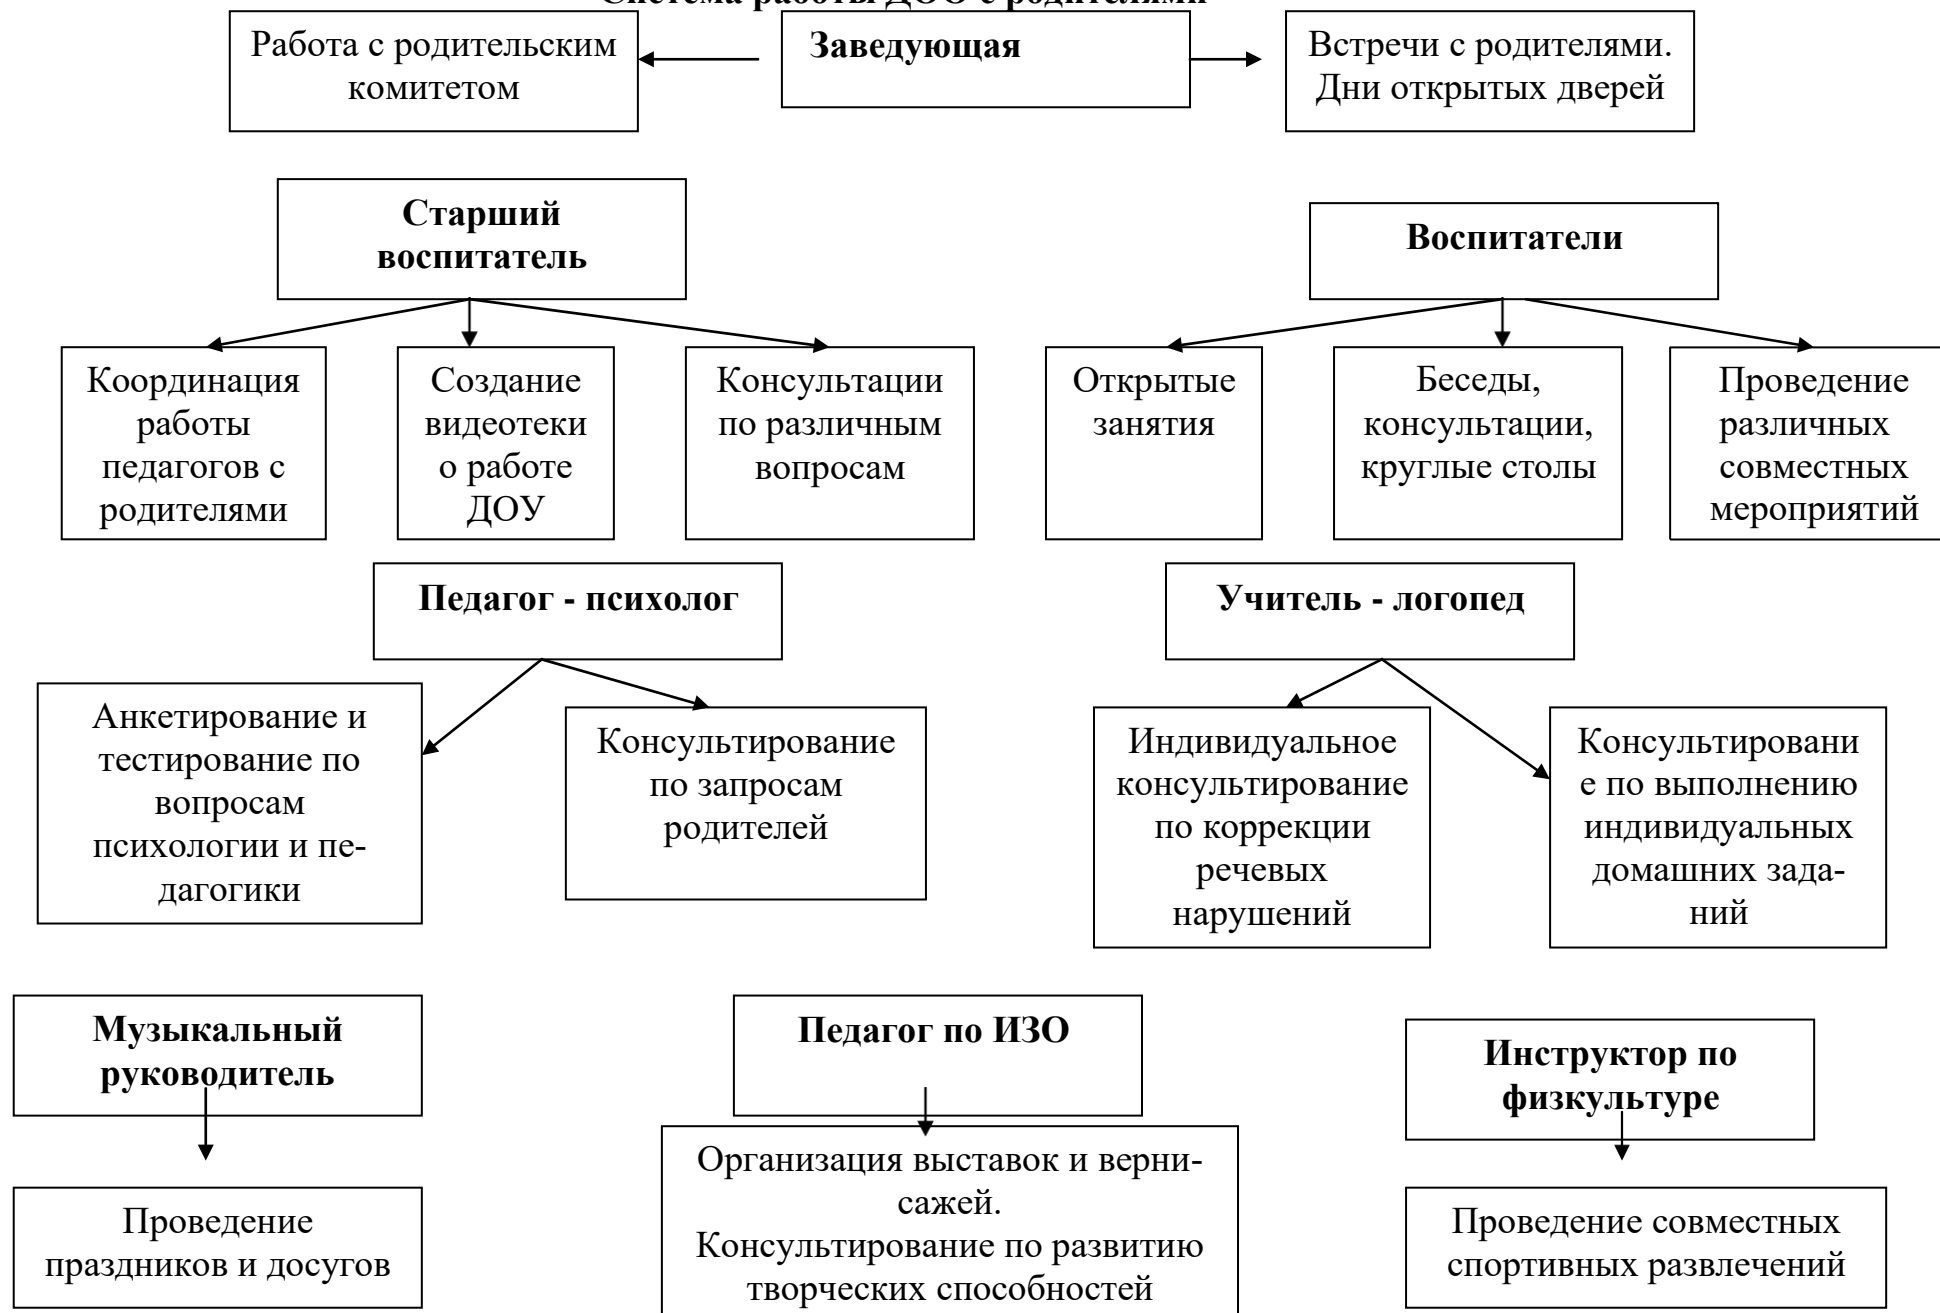 Система работы ДОО с родителями
Работа с родительским
комитетом
Заведующая
Встречи с родителями.
Дни открытых дверей
Старший
воспитатель
Воспитатели
Координация
работы
педагогов с
родителями
Создание
видеотеки
о работе
ДОУ
Консультации
по различным
вопросам
Открытые
занятия
Беседы,
консультации,
круглые столы
Проведение
различных
совместных
мероприятий
Педагог - психолог
Учитель - логопед
Анкетирование и
тестирование по
вопросам
психологии и пе-
дагогики
Консультирование
по запросам
родителей
Индивидуальное
консультирование
по коррекции
речевых
нарушений
Консультировани
е по выполнению
индивидуальных
домашних зада-
ний
Музыкальный
руководитель
Педагог по ИЗО
Инструктор по
физкультуре
Проведение
праздников и досугов
Организация выставок и верни-
сажей.
Консультирование по развитию
творческих способностей
Проведение совместных
спортивных развлечений